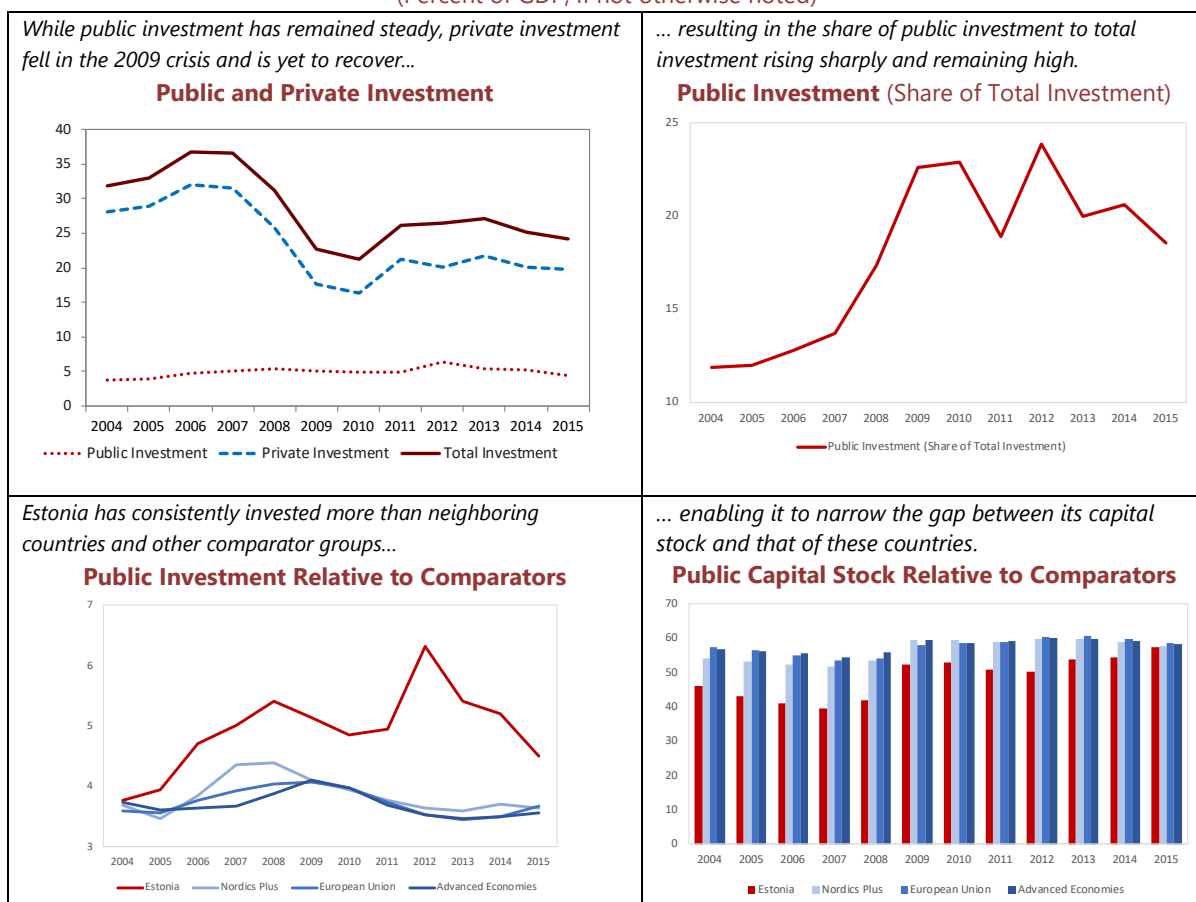 (Percent of GDP, if not otherwise noted)
While public investment has remained steady, private investment
fell in the 2009 crisis and is yet to recover...
Public and Private Investment
40
35
30
25
20
15
10
5
0
2004 2005 2006 2007 2008 2009 2010 2011 2012 2013 2014 2015
Public Investment Private Investment Total Investment
... resulting in the share of public investment to total
investment rising sharply and remaining high.
Public Investment (Share of Total Investment)
25
20
15
10
2004 2005 2006 2007 2008 2009 2010 2011 2012 2013 2014 2015
Public Investment (Share of Total Investment)
Estonia has consistently invested more than neighboring
countries and other comparator groups...
Public Investment Relative to Comparators
7
6
5
4
3
2004 2005 2006 2007 2008 2009 2010 2011 2012 2013 2014 2015
Estonia Nordics Plus European Union Advanced Economies
... enabling it to narrow the gap between its capital
stock and that of these countries.
Public Capital Stock Relative to Comparators
70
60
50
40
30
20
10
0
2004 2005 2006 2007 2008 2009 2010 2011 2012 2013 2014 2015
Estonia Nordics Plus European Union Advanced Economies